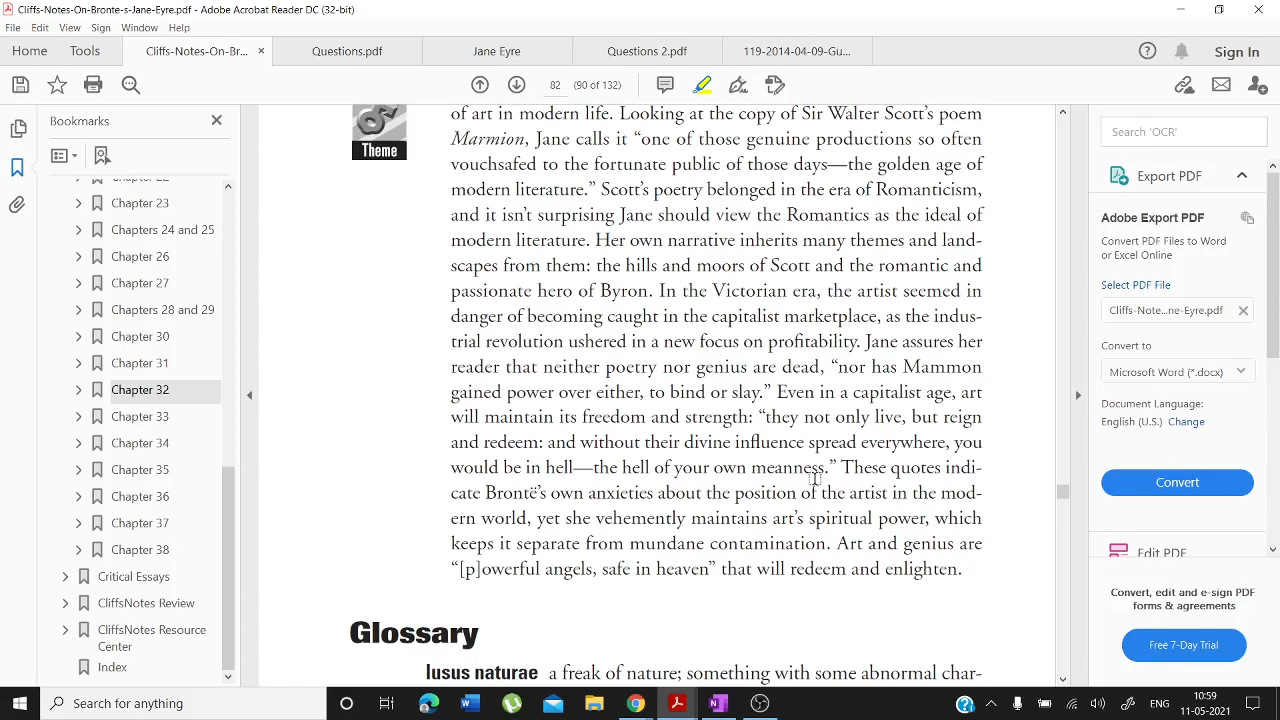 Cliffs-Notes-On-Bronte-s-Jane-Eyre.pdf - Adobe Acrobat Reader DC (32-bit)
File Edit View Sign Window Help
Home Tools Cliffs-Notes-On-Br... × Questions.pdf Jane Eyre Questions 2.pdf 119-2014-04-09-Gu... Sign In
82 (90 of 132)
Bookmarks
Chapter 23
Chapters 24 and 25
Chapter 26
Chapter 27
Chapters 28 and 29
Chapter 30
Chapter 31
Chapter 32
Chapter 33
Chapter 34
Chapter 35
Chapter 36
Chapter 37
Chapter 38
Critical Essays
CliffsNotes Review
CliffsNotes Resource
Center
Index
Theme
of art in modern life. Looking at the copy of Sir Walter Scott’s poem
Marmion, Jane calls it “one of those genuine productions so often
vouchsafed to the fortunate public of those days—the golden age of
modern literature.” Scott’s poetry belonged in the era of Romanticism,
and it isn’t surprising Jane should view the Romantics as the ideal of
modern literature. Her own narrative inherits many themes and land-
scapes from them: the hills and moors of Scott and the romantic and
passionate hero of Byron. In the Victorian era, the artist seemed in
danger of becoming caught in the capitalist marketplace, as the indus-
trial revolution ushered in a new focus on profitability. Jane assures her
reader that neither poetry nor genius are dead, “nor has Mammon
gained power over either, to bind or slay.” Even in a capitalist age, art
will maintain its freedom and strength: “they not only live, but reign
and redeem: and without their divine influence spread everywhere, you
would be in hell—the hell of your own meanness.” These quotes indi-
cate Brontë’s own anxieties about the position of the artist in the mod-
ern world, yet she vehemently maintains art’s spiritual power, which
keeps it separate from mundane contamination. Art and genius are
“[p]owerful angels, safe in heaven” that will redeem and enlighten.
Glossary
lusus naturae a freak of nature; something with some abnormal char-
Search 'OCR'
Export PDF
Adobe Export PDF
Convert PDF Files to Word
or Excel Online
Select PDF File
Cliffs-Note...ne-Eyre.pdf
Convert to
Microsoft Word (*.docx)
Document Language:
English (U.S.) Change
Convert
Edit PDF
Convert, edit and e-sign PDF
forms & agreements
Free 7-Day Trial
Search for anything
ENG
10:59
11-05-2021